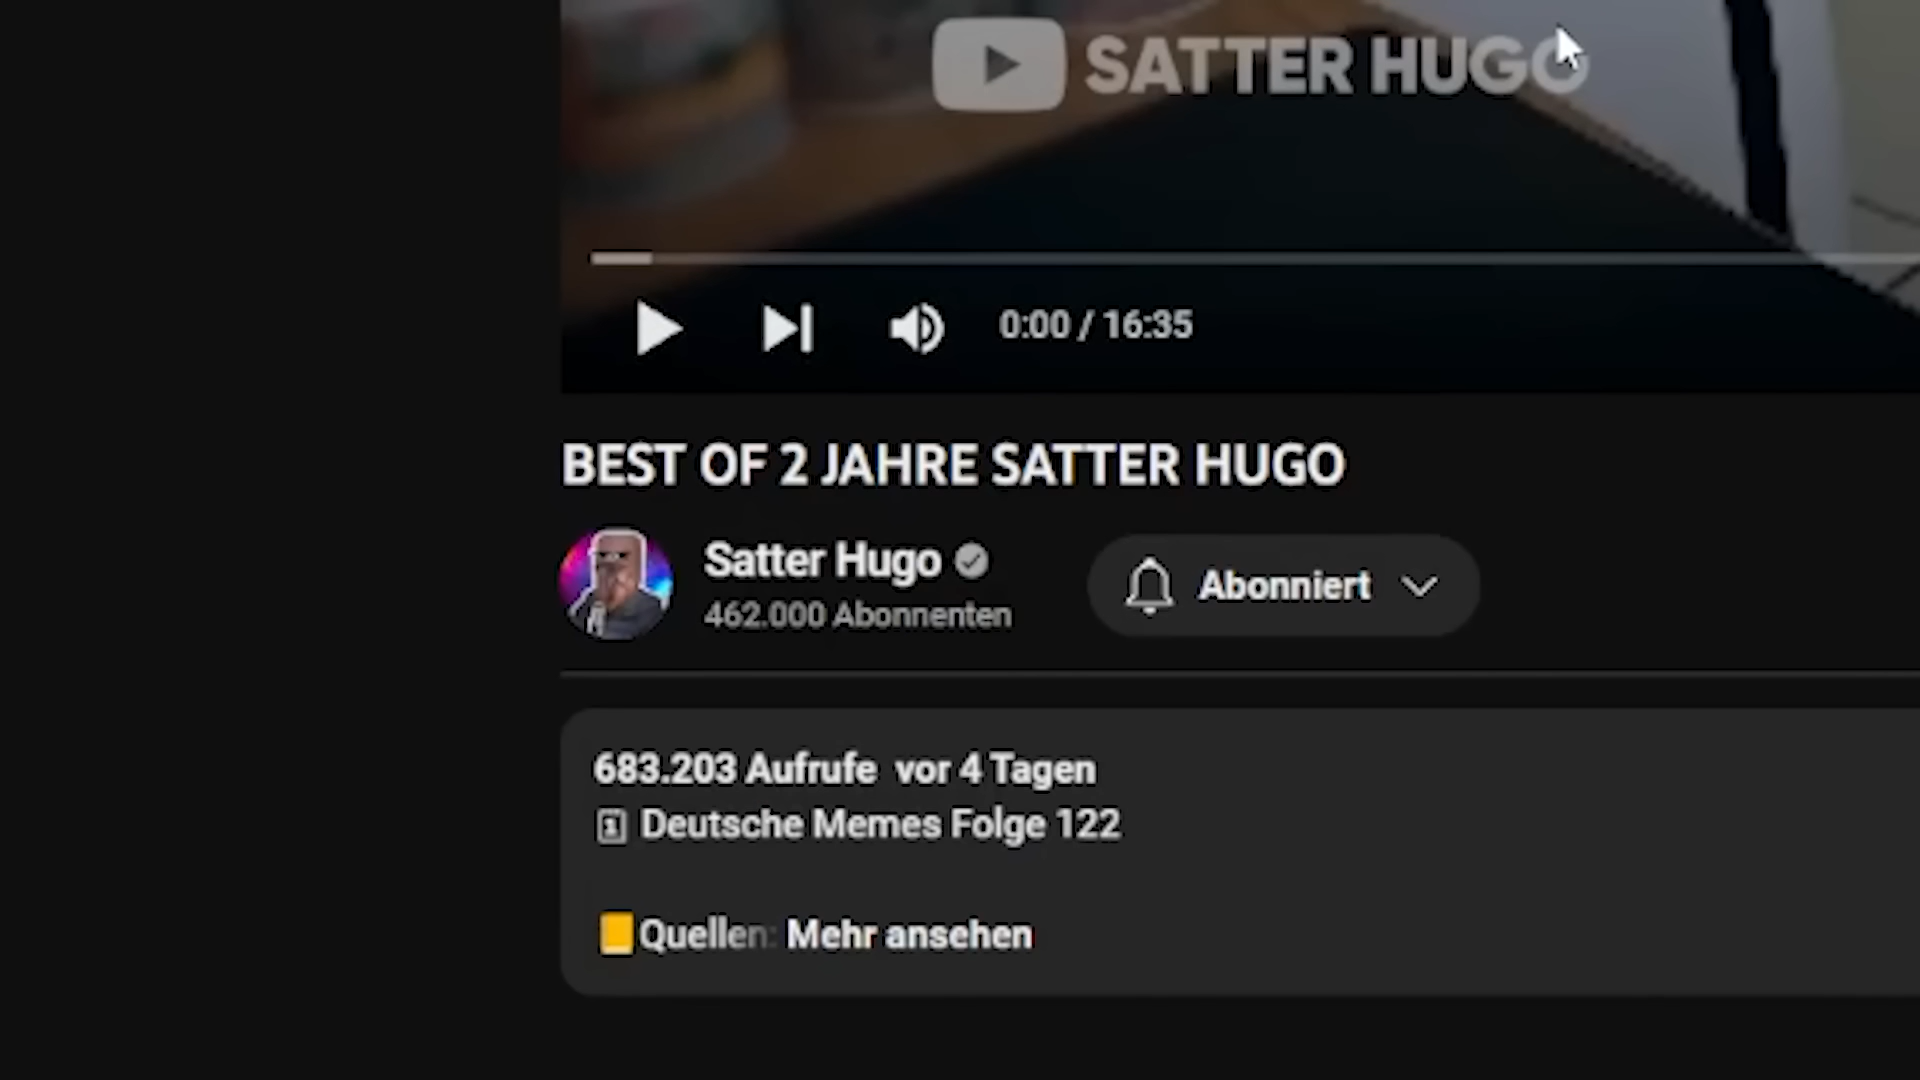 SATTER HUGO
0:00 / 16:35
BEST OF 2 JAHRE SATTER HUGO
Satter Hugo
462.000 Abonnenten
Abonniert
683.203 Aufrufe vor 4 Tagen
1 Deutsche Memes Folge 122
Quellen: Mehr ansehen